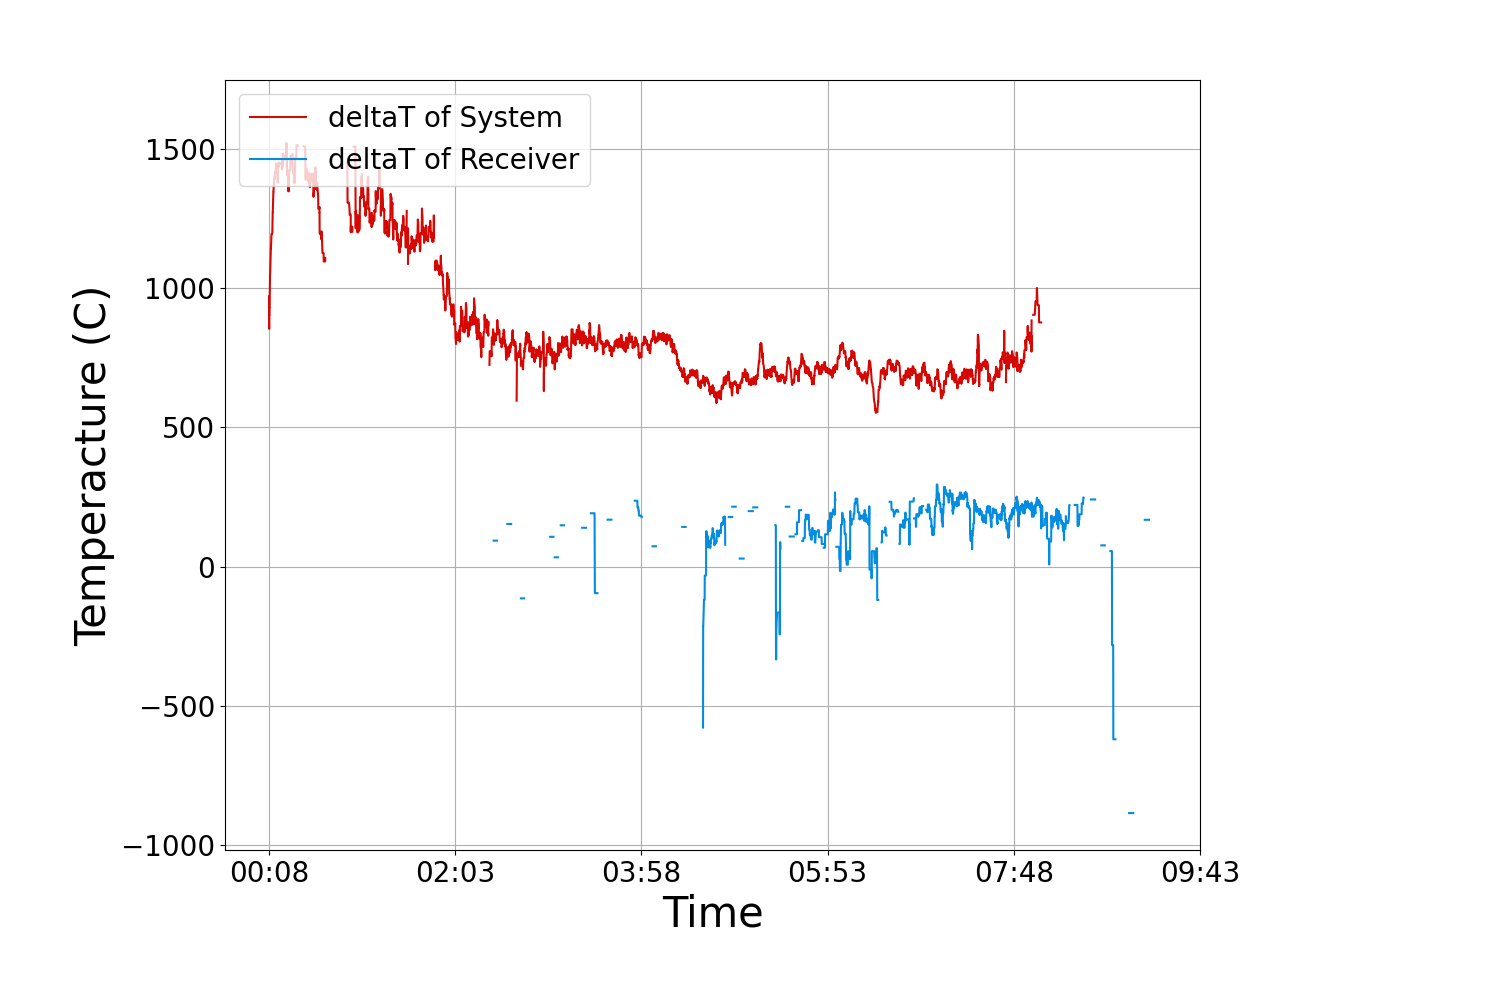 deltaT of System
deltaT of Receiver
1500
1000
500
0
−500
−1000
Temperacture (C)
00:08 02:03 03:58 05:53 07:48 09:43
Time